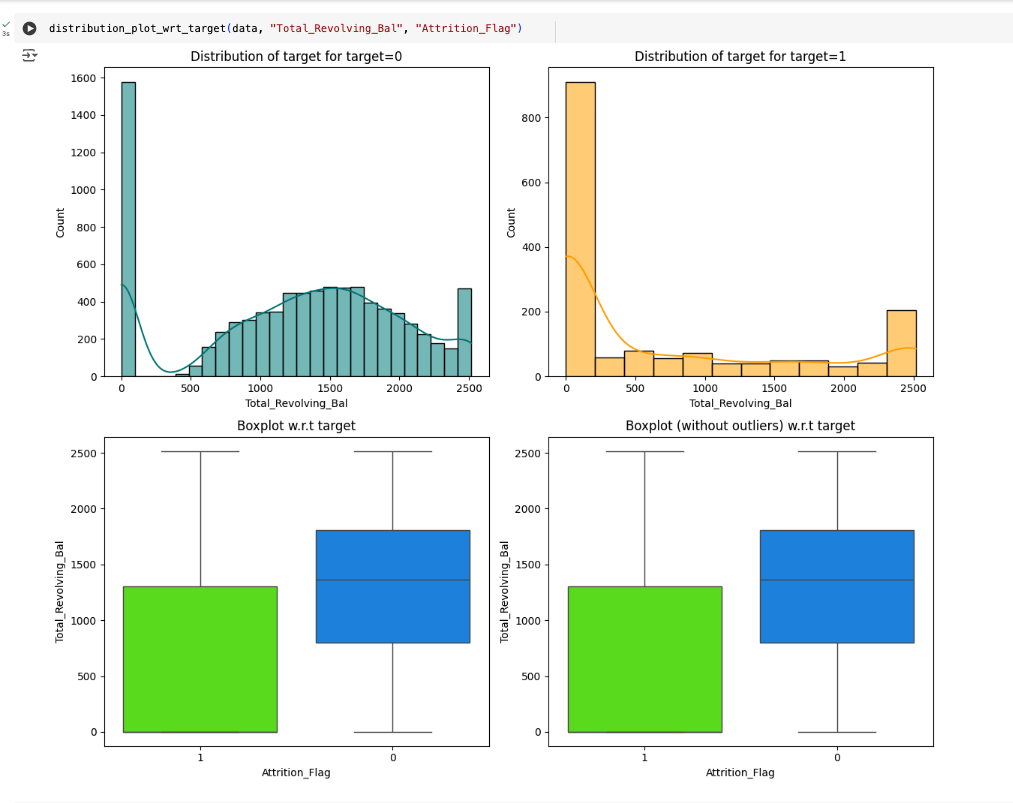 distribution_plot_wrt_target(data, "Total_Revolving_Bal", "Attrition_Flag")
3s
Distribution of target for target=0
1600
1400
1200
1000
800
600
400
200
0
Count
0 500 1000 1500 2000 2500
Total_Revolving_Bal
Distribution of target for target=1
800
600
400
200
0
Count
0 500 1000 1500 2000 2500
Total_Revolving_Bal
Boxplot w.r.t target
2500
2000
1500
1000
500
0
Total_Revolving_Bal
1 0
Attrition_Flag
Boxplot (without outliers) w.r.t target
2500
2000
1500
1000
500
0
Total_Revolving_Bal
1 0
Attrition_Flag